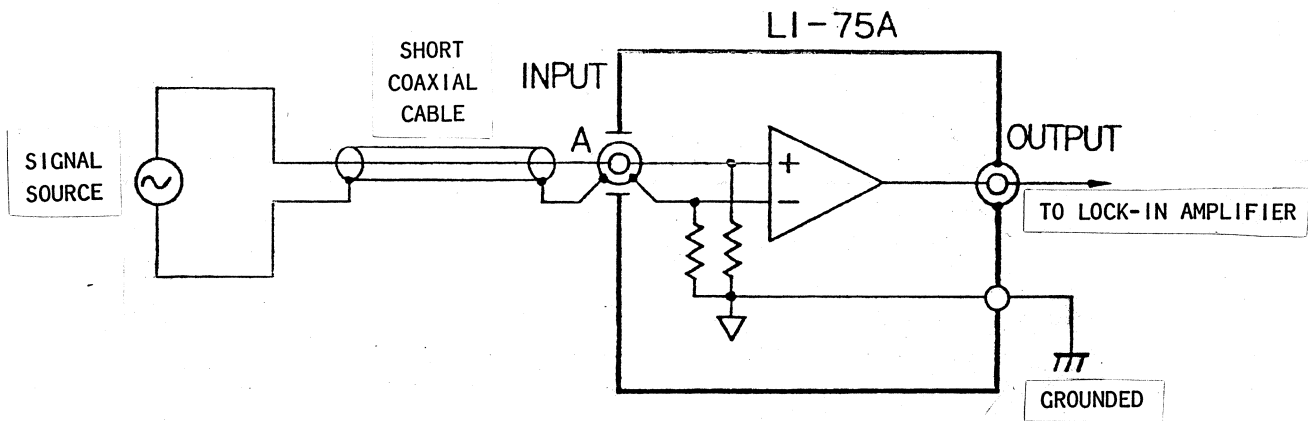 LI-75A
SHORT
COAXIAL
CABLE
INPUT
A
OUTPUT
SIGNAL
SOURCE
+
−
TO LOCK-IN AMPLIFIER
GROUNDED